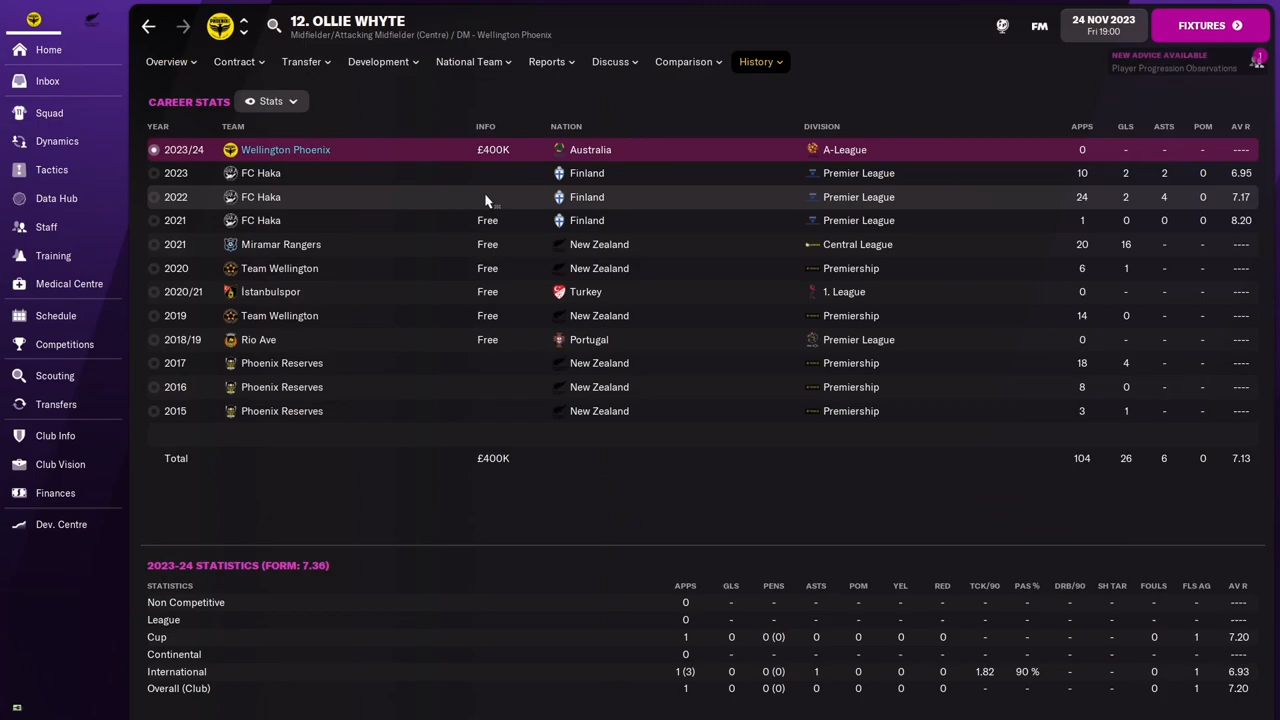 12. OLLIE WHYTE
Midfielder/Attacking Midfielder (Centre) / DM - Wellington Phoenix
FM
24 NOV 2023
Fri 19:00
FIXTURES
Overview
Contract
Transfer
Development
National Team
Reports
Discuss
Comparison
History
NEW ADVICE AVAILABLE
Player Progression Observations
1
Home
Inbox
Squad
Dynamics
Tactics
Data Hub
Staff
Training
Medical Centre
Schedule
Competitions
Scouting
Transfers
Club Info
Club Vision
Finances
Dev. Centre
CAREER STATS Stats
YEAR TEAM INFO NATION DIVISION APPS GLS ASTS POM AV R
2023/24 Wellington Phoenix £400K Australia A-League 0 - - - ----
2023 FC Haka Finland Premier League 10 2 2 0 6.95
2022 FC Haka Finland Premier League 24 2 4 0 7.17
2021 FC Haka Free Finland Premier League 1 0 0 0 8.20
2021 Miramar Rangers Free New Zealand Central League 20 16 - - ----
2020 Team Wellington Free New Zealand Premiership 6 1 - - ----
2020/21 İstanbulspor Free Turkey 1. League 0 - - - ----
2019 Team Wellington Free New Zealand Premiership 14 0 - - ----
2018/19 Rio Ave Free Portugal Premier League 0 - - - ----
2017 Phoenix Reserves New Zealand Premiership 18 4 - - ----
2016 Phoenix Reserves New Zealand Premiership 8 0 - - ----
2015 Phoenix Reserves New Zealand Premiership 3 1 - - ----
Total £400K 104 26 6 0 7.13
2023-24 STATISTICS (FORM: 7.36)
STATISTICS APPS GLS PENS ASTS POM YEL RED TCK/90 PAS % DRB/90 SH TAR FOULS FLS AG AV R
Non Competitive 0 - - - - - - - - - - - - ----
League 0 - - - - - - - - - - - - ----
Cup 1 0 0 (0) 0 0 0 0 - - - - 0 1 7.20
Continental 0 - - - - - - - - - - - - ----
International 1 (3) 0 0 (0) 1 0 0 0 1.82 90 % - - 0 1 6.93
Overall (Club) 1 0 0 (0) 0 0 0 0 - - - - 0 1 7.20